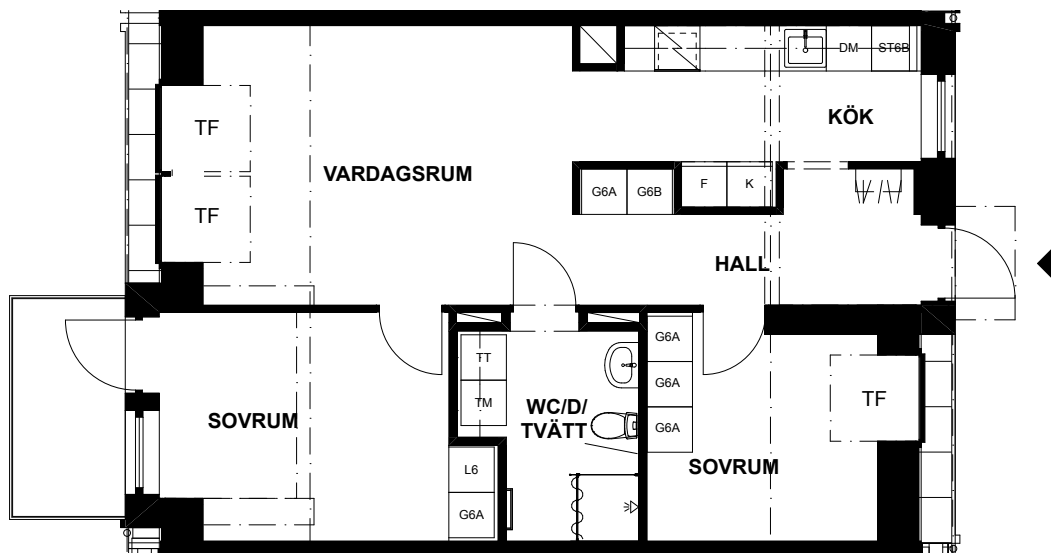 DM
ST6B
TF
KÖK
VARDAGSRUM
F
K
G6A
G6B
TF
HALL
G6A
TT
G6A
TM
WC/D/
TVÄTT
TF
SOVRUM
G6A
L6
SOVRUM
G6A